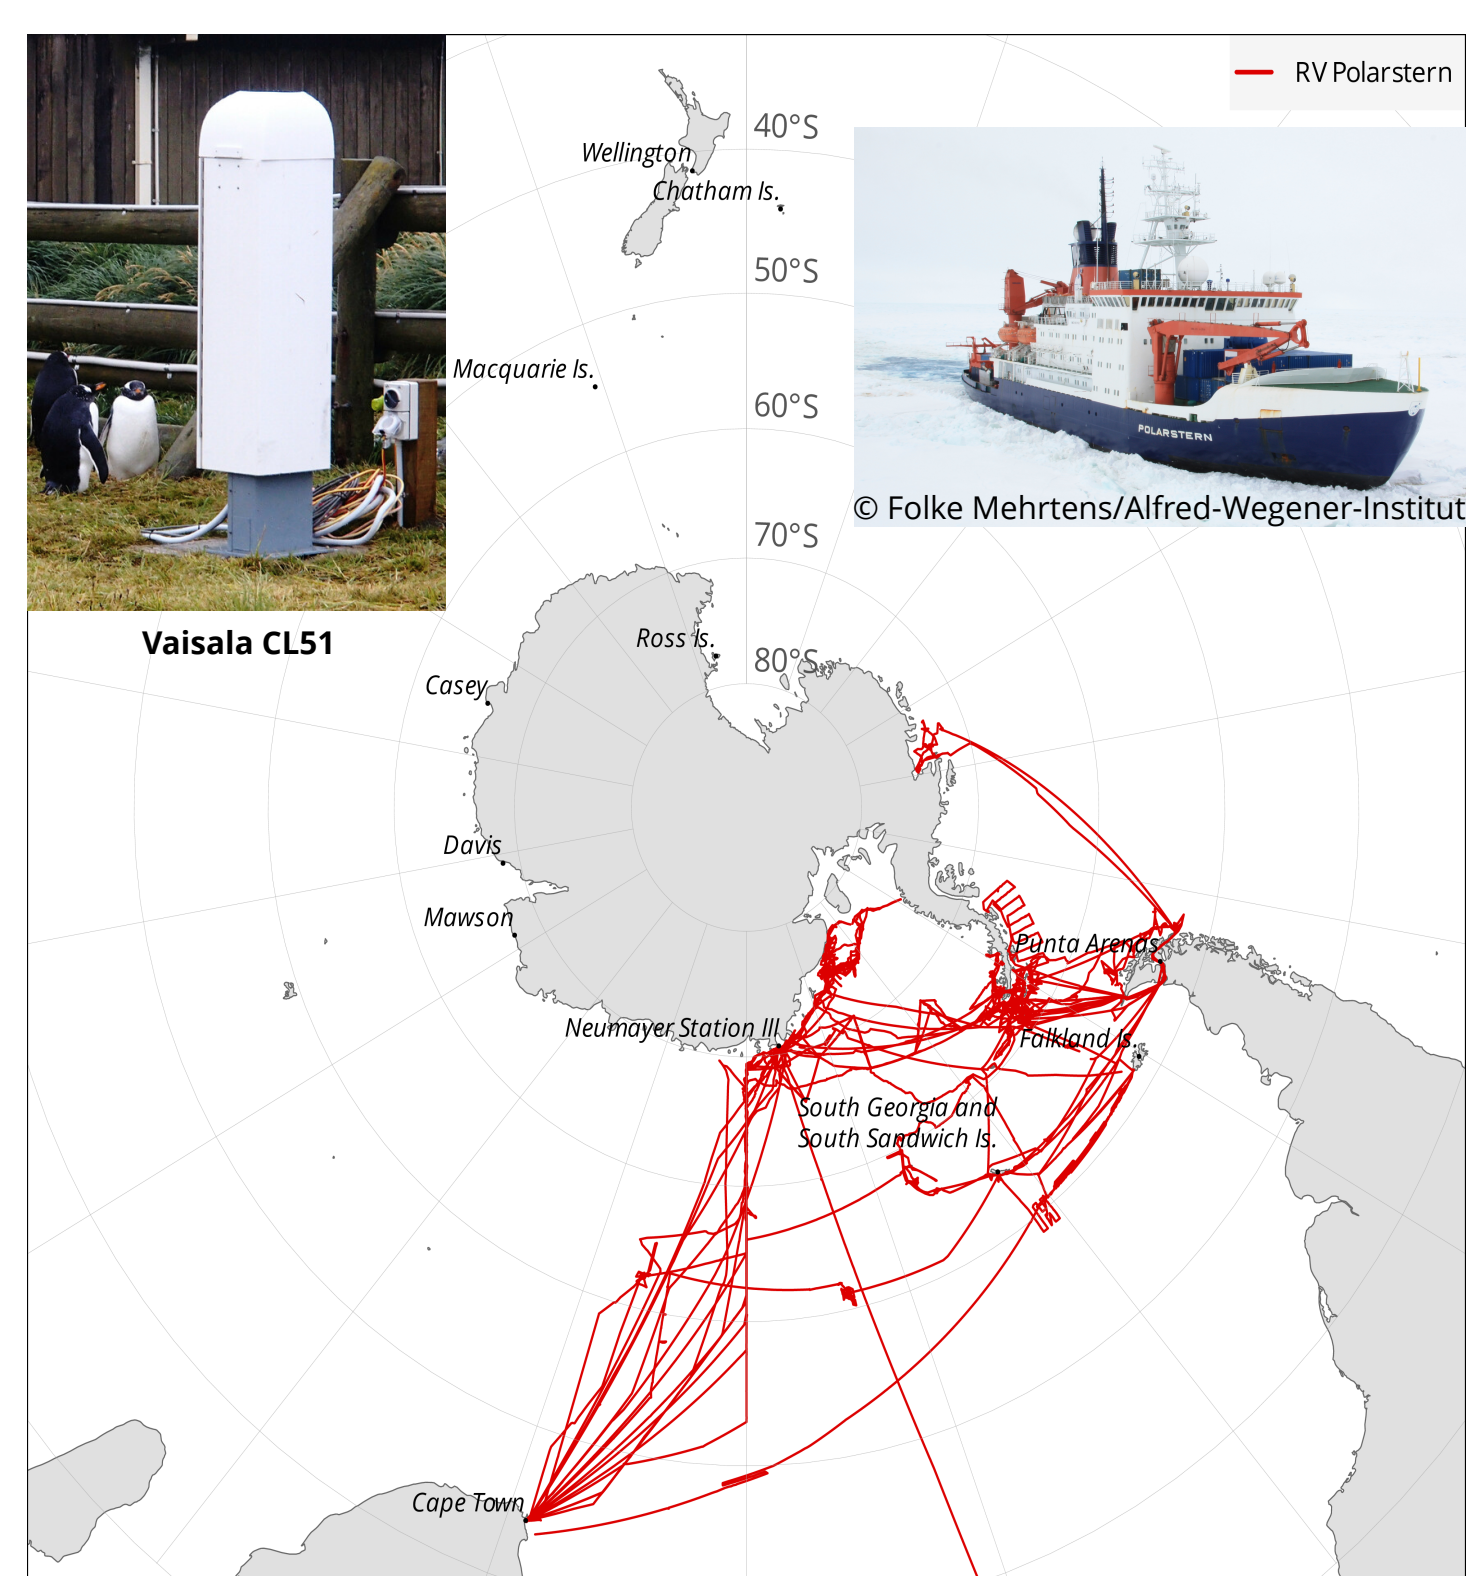 RV Polarstern
40°S
Wellington
Chatham Is.
50°S
Macquarie Is.
60°S
POLARSTERN
© Folke Mehrtens/Alfred-Wegener-Institut
70°S
Vaisala CL51
Ross Is.
80°S
Casey
Davis
Mawson
Punta Arenas
Neumayer Station III
Falkland Is.
South Georgia and
South Sandwich Is.
Cape Town